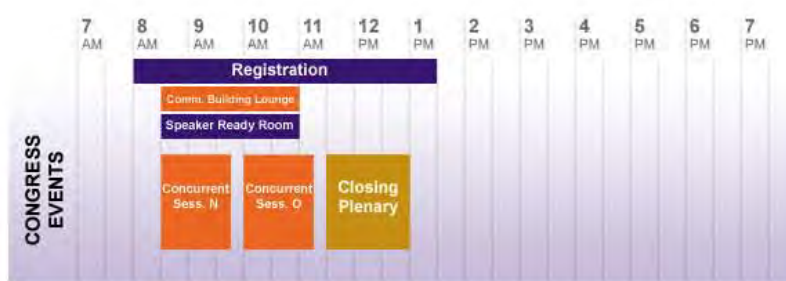 7 8 9 10 11 12 1 2 3 4 5 6 7
AM AM AM AM AM PM PM PM PM PM PM PM PM
Registration
Comm. Building Lounge
Speaker Ready Room
CONGRESS
EVENTS
Concurrent
Sess. N
Concurrent
Sess. O
Closing
Plenary